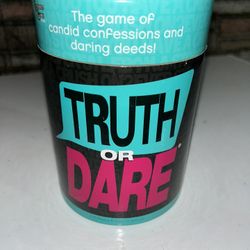 The game of
candid confessions and
daring deeds!
TRUTH
OR
DARE